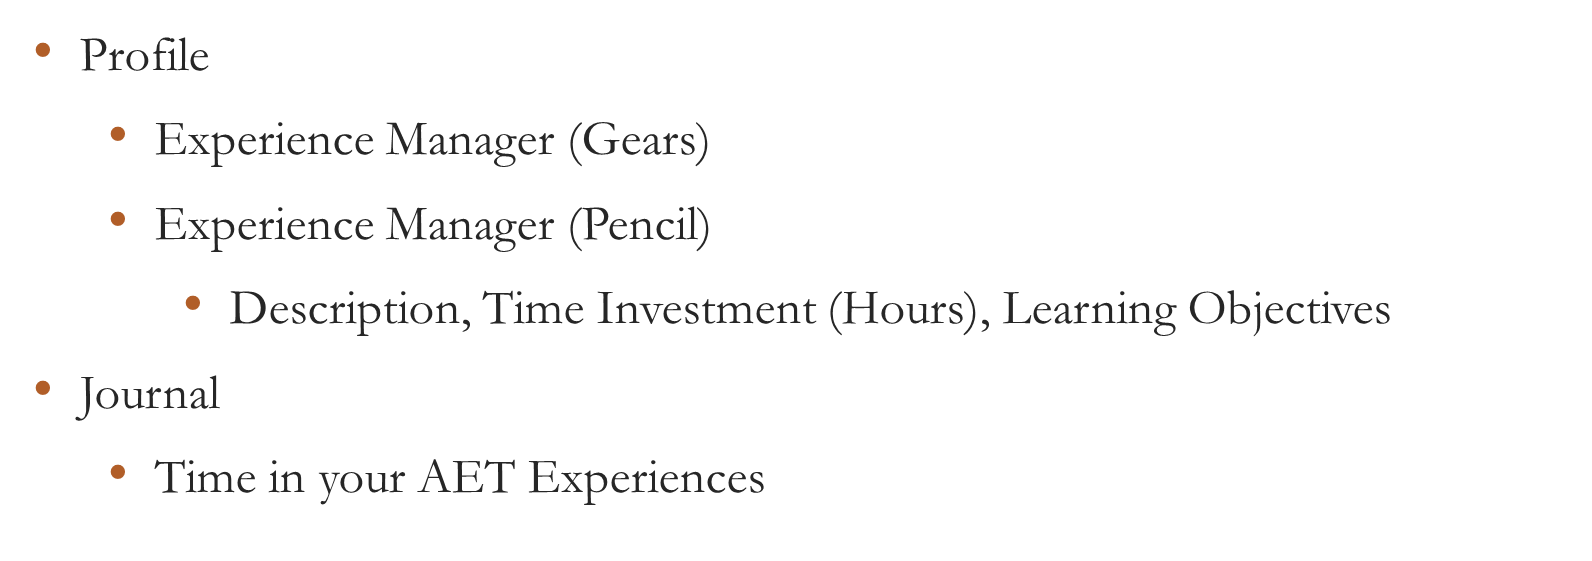 • Profile
• Experience Manager (Gears)
• Experience Manager (Pencil)
• Description, Time Investment (Hours), Learning Objectives
• Journal
• Time in your AET Experiences